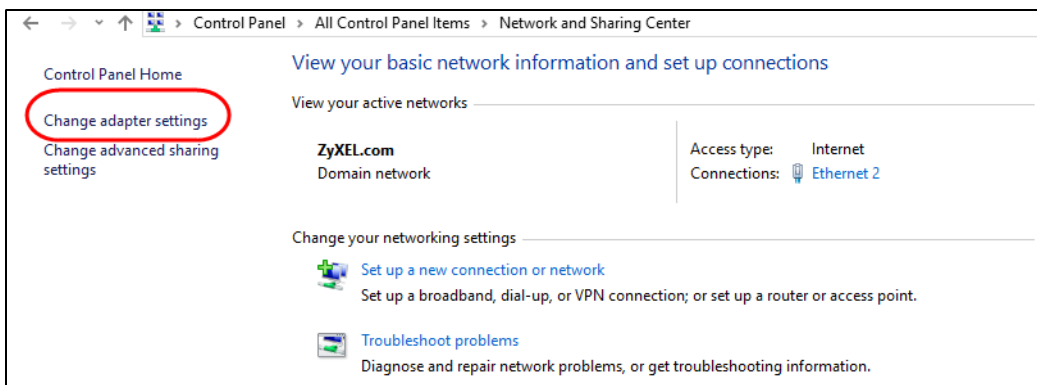 Control Panel > All Control Panel Items > Network and Sharing Center
Control Panel Home
Change adapter settings
Change advanced sharing
settings
View your basic network information and set up connections
View your active networks
ZyXEL.com
Domain network
Access type: Internet
Connections: Ethernet 2
Change your networking settings
Set up a new connection or network
Set up a broadband, dial-up, or VPN connection; or set up a router or access point.
Troubleshoot problems
Diagnose and repair network problems, or get troubleshooting information.